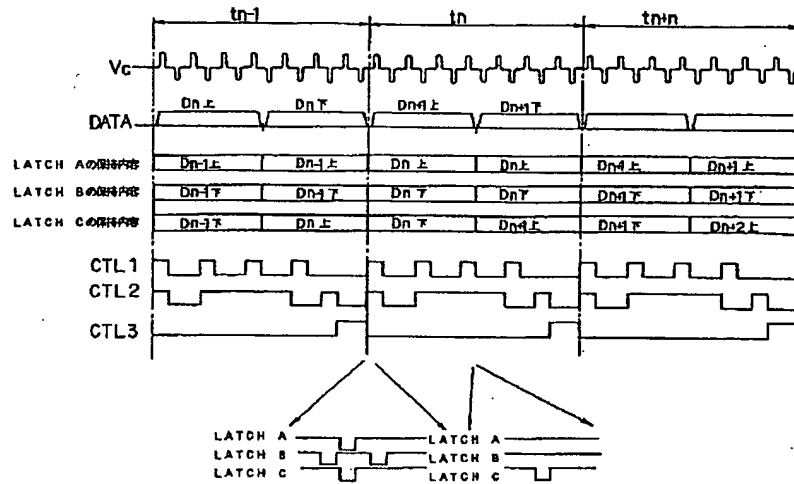 tn-1 tn tn+n
Vc
DATA Dn上 Dn下 Dn+1上 Dn+1下
LATCH Aの保持内容 Dn-1上 Dn-1上 Dn上 Dn上 Dn+1上 Dn+1上
LATCH Bの保持内容 Dn-1下 Dn-1下 Dn下 Dn下 Dn+1下 Dn+1下
LATCH Cの保持内容 Dn-1下 Dn上 Dn下 Dn+1上 Dn+1下 Dn+2上
CTL1
CTL2
CTL3
LATCH A LATCH A
LATCH B LATCH B
LATCH C LATCH C